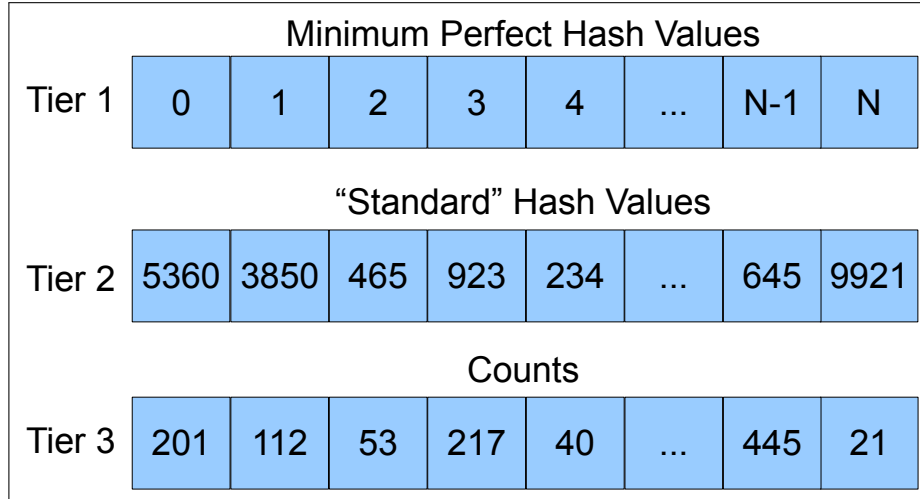 Minimum Perfect Hash Values
Tier 1 0 1 2 3 4 ... N-1 N
“Standard” Hash Values
Tier 2 5360 3850 465 923 234 ... 645 9921
Counts
Tier 3 201 112 53 217 40 ... 445 21